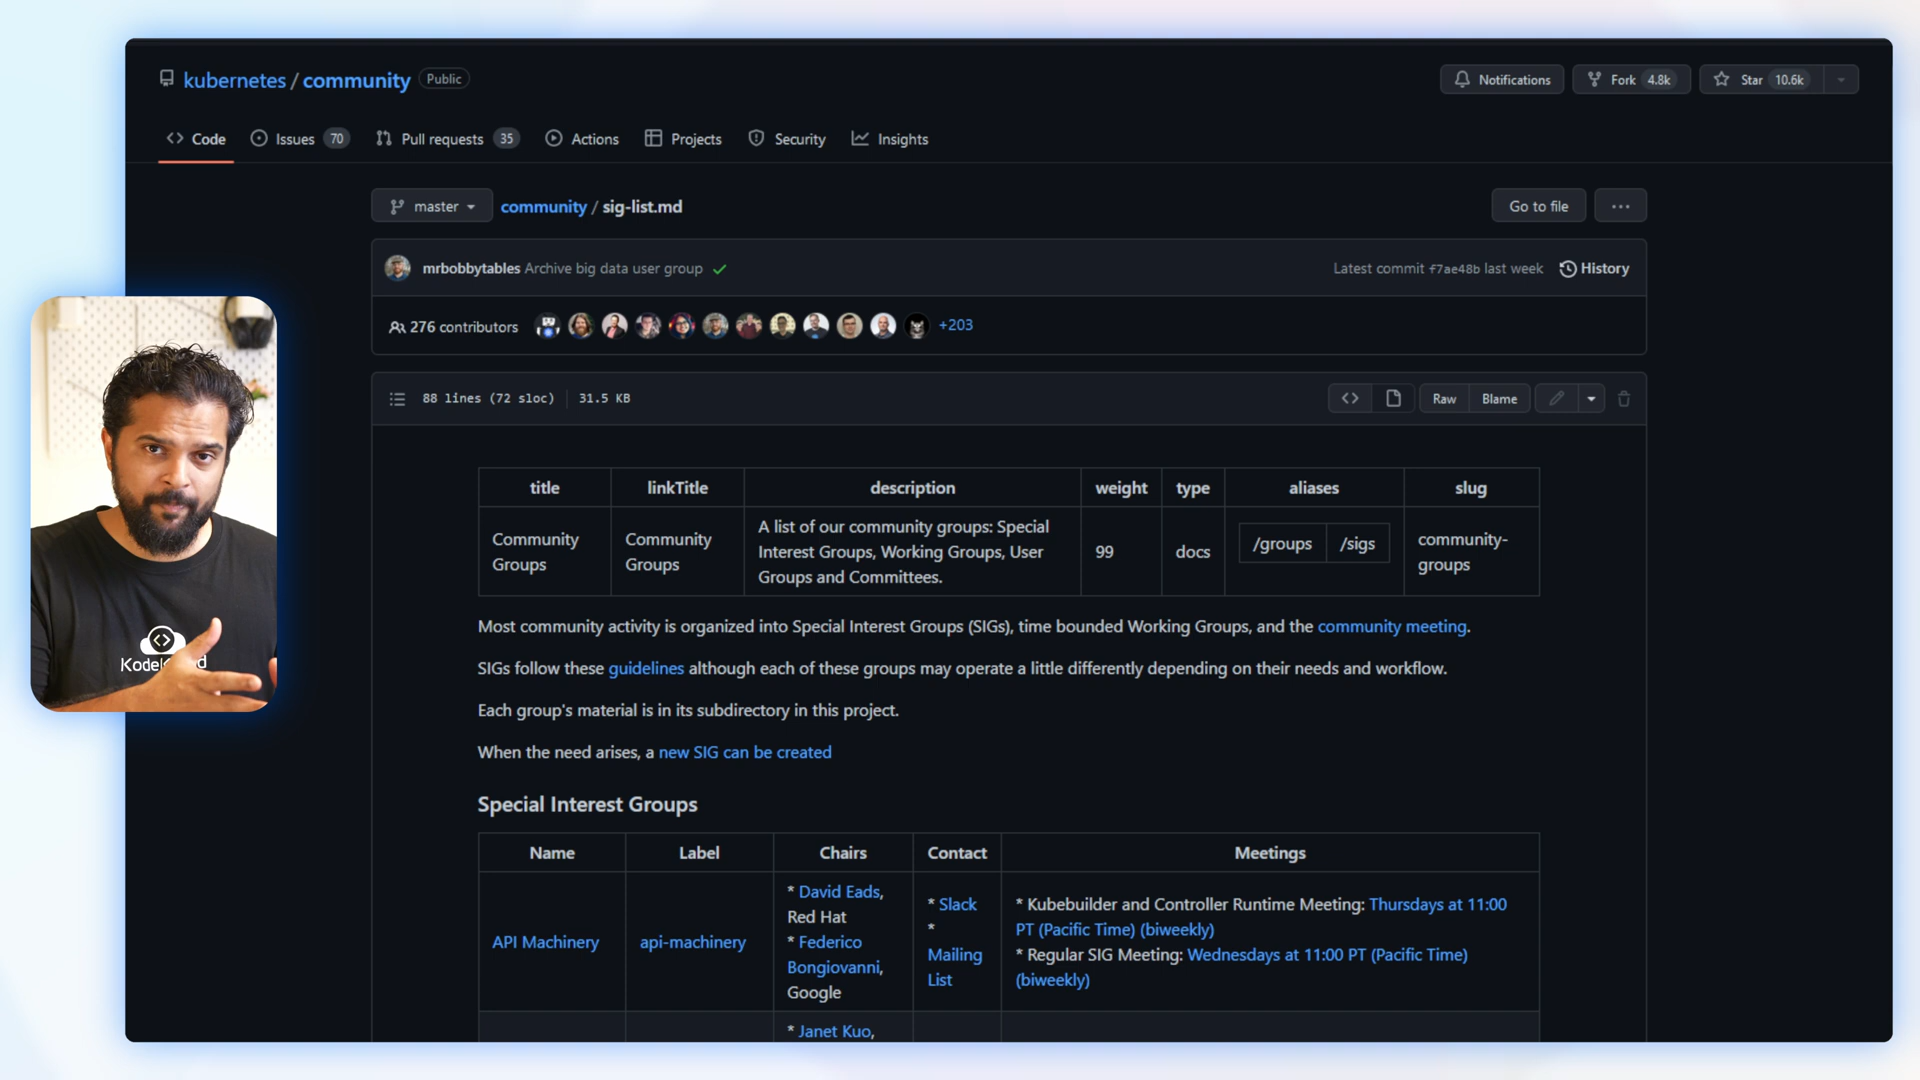 kubernetes / community Public
Notifications Fork 4.8k Star 10.6k
Code Issues 70 Pull requests 35 Actions Projects Security Insights
master community / sig-list.md Go to file
mrbobbytables Archive big data user group Latest commit f7ae48b last week History
276 contributors +203
88 lines (72 sloc) 31.5 KB Raw Blame
title linkTitle description weight type aliases slug
Community Groups
Community Groups
A list of our community groups: Special
Interest Groups, Working Groups, User
Groups and Committees.
99
docs
/groups /sigs
community-
groups
Most community activity is organized into Special Interest Groups (SIGs), time bounded Working Groups, and the community meeting.
SIGs follow these guidelines although each of these groups may operate a little differently depending on their needs and workflow.
Each group's material is in its subdirectory in this project.
When the need arises, a new SIG can be created
Special Interest Groups
Name Label Chairs Contact Meetings
API Machinery
api-machinery
* David Eads,
Red Hat
* Federico
Bongiovanni,
Google
* Slack
*
Mailing
List
* Kubebuilder and Controller Runtime Meeting: Thursdays at 11:00
PT (Pacific Time) (biweekly)
* Regular SIG Meeting: Wednesdays at 11:00 PT (Pacific Time)
(biweekly)
* Janet Kuo,